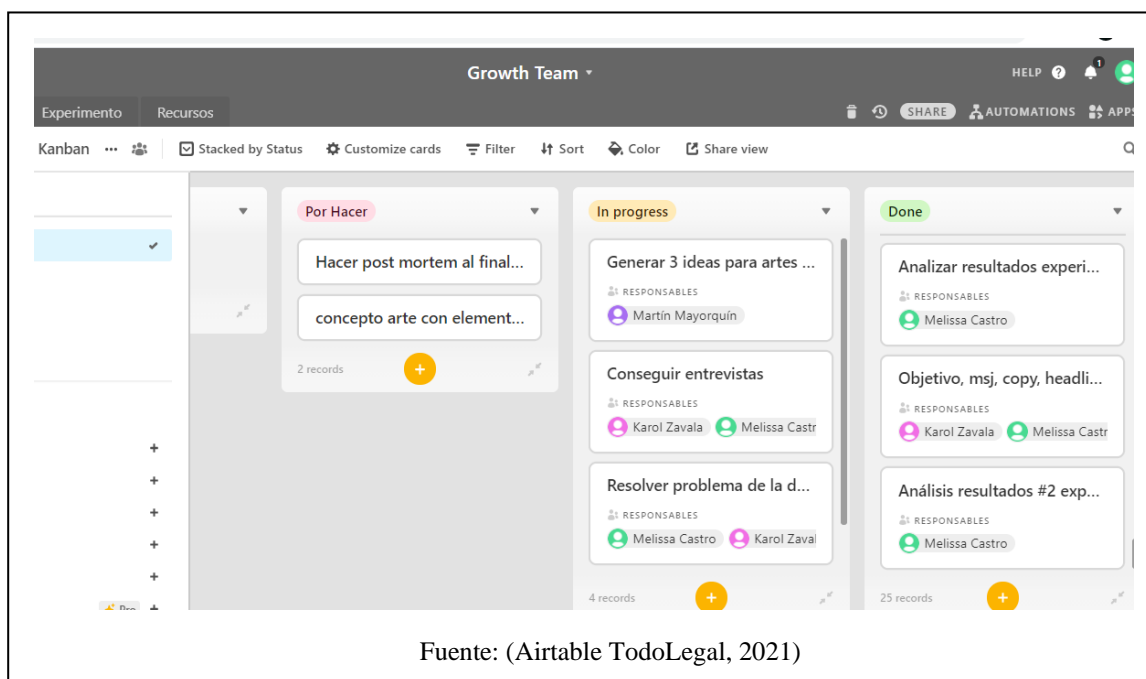 Growth Team
HELP
1
Experimento Recursos
SHARE AUTOMATIONS APPS
Kanban ... Stacked by Status Customize cards Filter Sort Color Share view
Por Hacer
Hacer post mortem al final...
concepto arte con element...
2 records
In progress
Generar 3 ideas para artes ...
RESPONSABLES
Martín Mayorquín
Conseguir entrevistas
RESPONSABLES
Karol Zavala Melissa Castr
Resolver problema de la d...
RESPONSABLES
Melissa Castro Karol Zaval
4 records
Done
Analizar resultados experi...
RESPONSABLES
Melissa Castro
Objetivo, msj, copy, headli...
RESPONSABLES
Karol Zavala Melissa Castr
Análisis resultados #2 exp...
RESPONSABLES
Melissa Castro
25 records
Pro
Fuente: (Airtable TodoLegal, 2021)